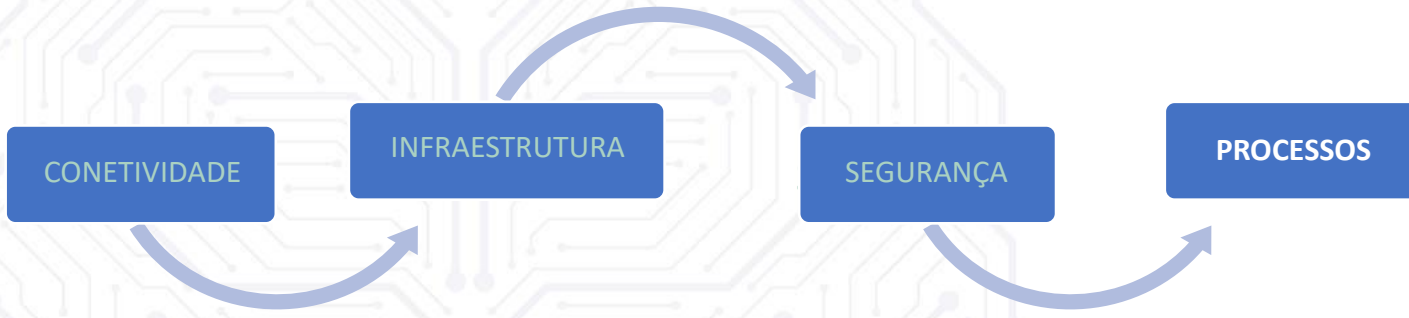 CONETIVIDADE
INFRAESTRUTURA
SEGURANÇA
PROCESSOS